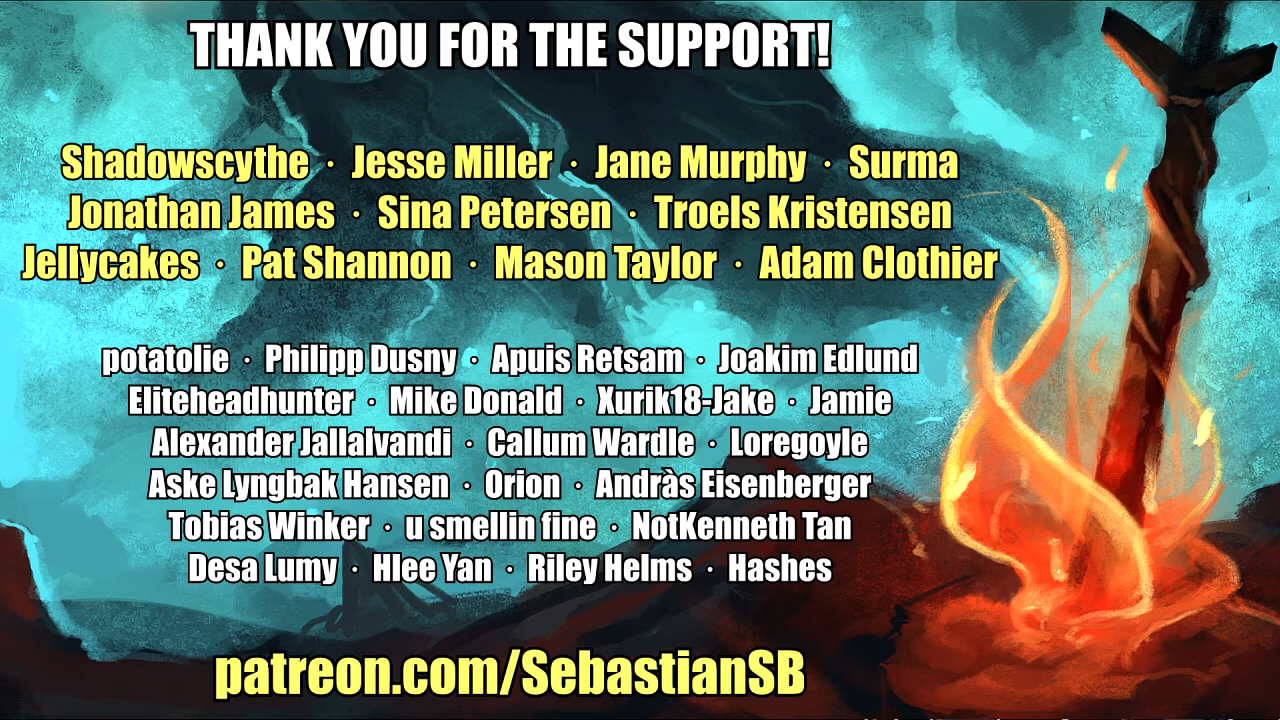 THANK YOU FOR THE SUPPORT!
Shadowscythe · Jesse Miller · Jane Murphy · Surma
Jonathan James · Sina Petersen · Troels Kristensen
Jellycakes · Pat Shannon · Mason Taylor · Adam Clothier
potatolie · Philipp Dusny · Apuis Retsam · Joakim Edlund
Eliteheadhunter · Mike Donald · Xurik18-Jake · Jamie
Alexander Jallalvandi · Callum Wardle · Loregoyle
Aske Lyngbak Hansen · Orion · Andràs Eisenberger
Tobias Winker · u smellin fine · NotKenneth Tan
Desa Lumy · Hlee Yan · Riley Helms · Hashes
patreon.com/SebastianSB